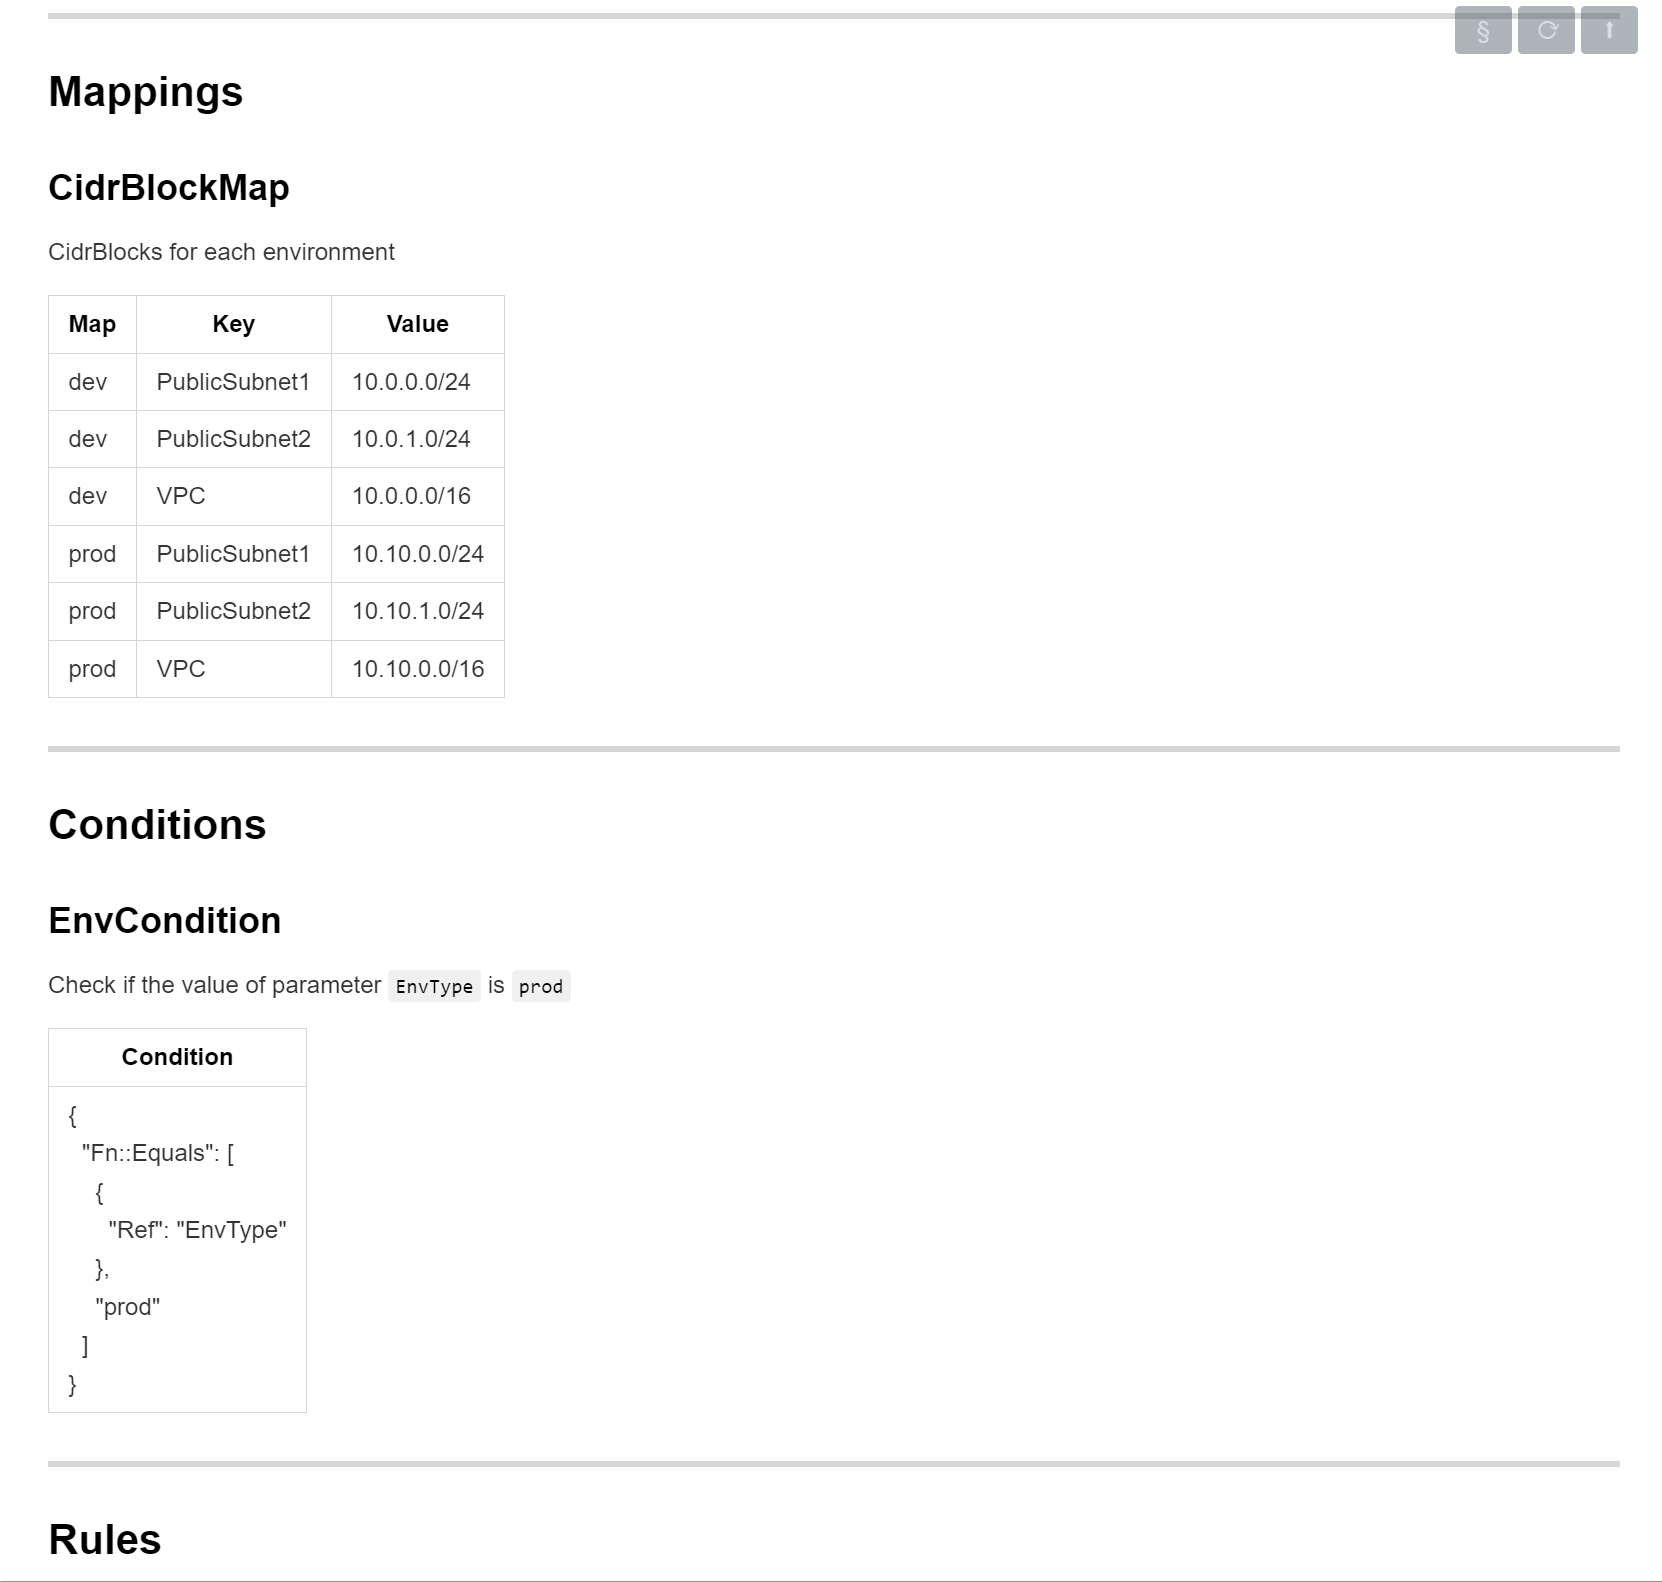 § ⟳ ⬆
Mappings
CidrBlockMap
CidrBlocks for each environment
Map Key Value
dev PublicSubnet1 10.0.0.0/24
dev PublicSubnet2 10.0.1.0/24
dev VPC 10.0.0.0/16
prod PublicSubnet1 10.10.0.0/24
prod PublicSubnet2 10.10.1.0/24
prod VPC 10.10.0.0/16
Conditions
EnvCondition
Check if the value of parameter EnvType is prod
Condition
{
  "Fn::Equals": [
    {
      "Ref": "EnvType"
    },
    "prod"
  ]
}
Rules